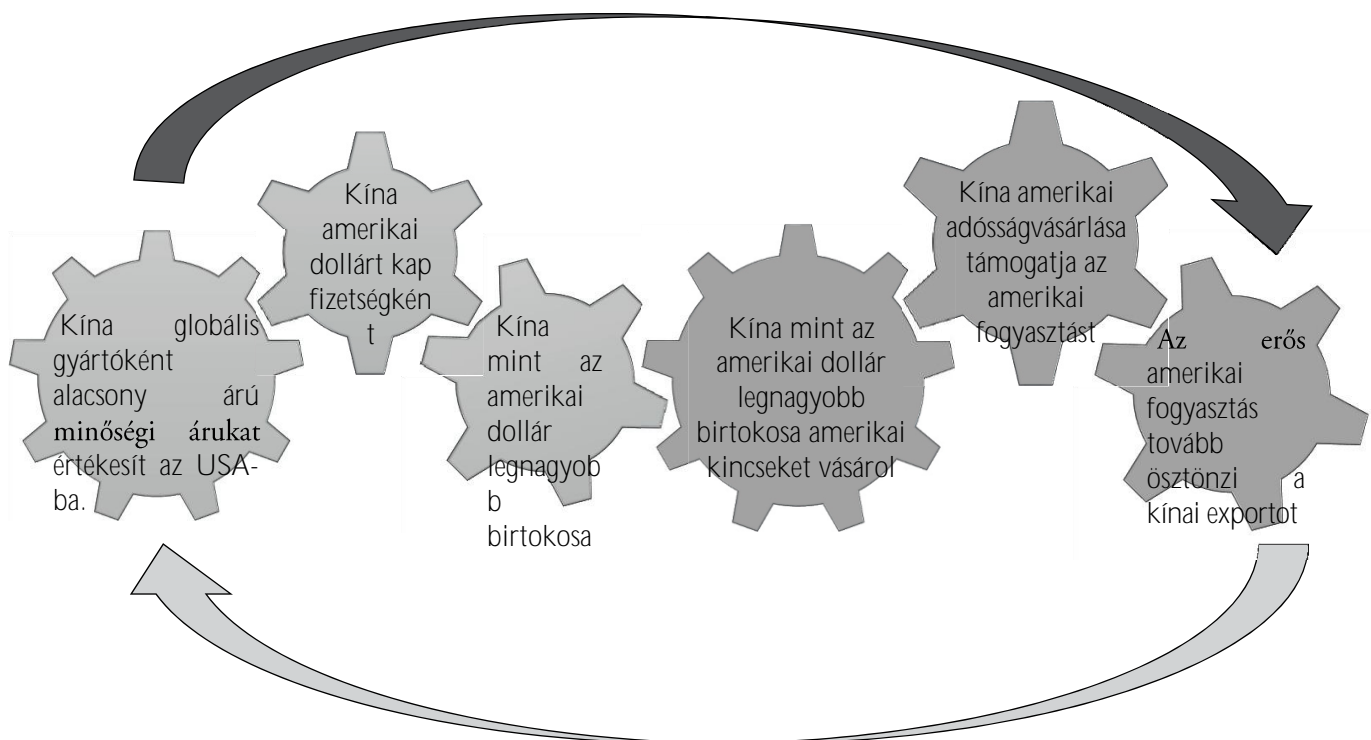 Kína globális
gyártóként
alacsony árú
minőségi árukat
értékesít az USA-
ba.
Kína
amerikai
dollárt kap
fizetségkén
t
Kína
mint az
amerikai
dollár
legnagyob
b
birtokosa
Kína mint az
amerikai dollár
legnagyobb
birtokosa amerikai
kincseket vásárol
Kína amerikai
adósságvásárlása
támogatja az
amerikai
fogyasztást
Az erős
amerikai
fogyasztás
tovább
ösztönzi a
kínai exportot